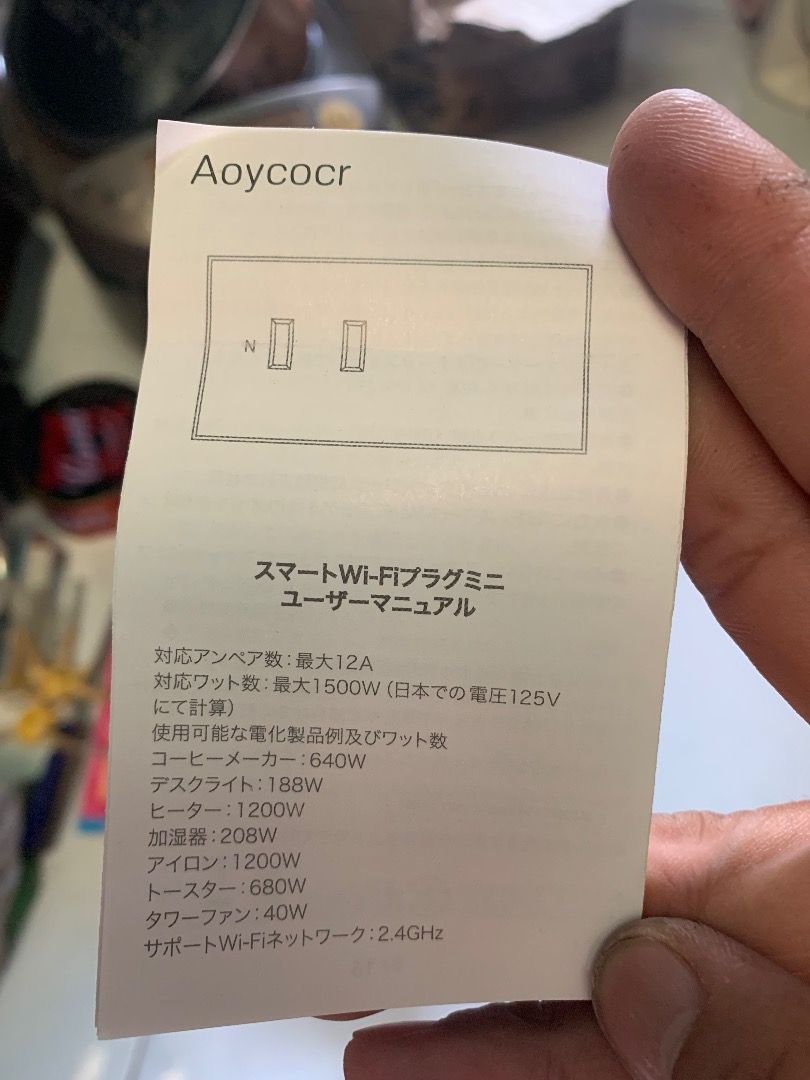 Aoycocr
N
スマートWi-Fiプラグミニ
ユーザーマニュアル
対応アンペア数：最大12A
対応ワット数：最大1500W（日本での電圧125V
にて計算）
使用可能な電化製品例及びワット数
コーヒーメーカー：640W
デスクライト：188W
ヒーター：1200W
加湿器：208W
アイロン：1200W
トースター：680W
タワーファン：40W
サポートWi-Fiネットワーク：2.4GHz